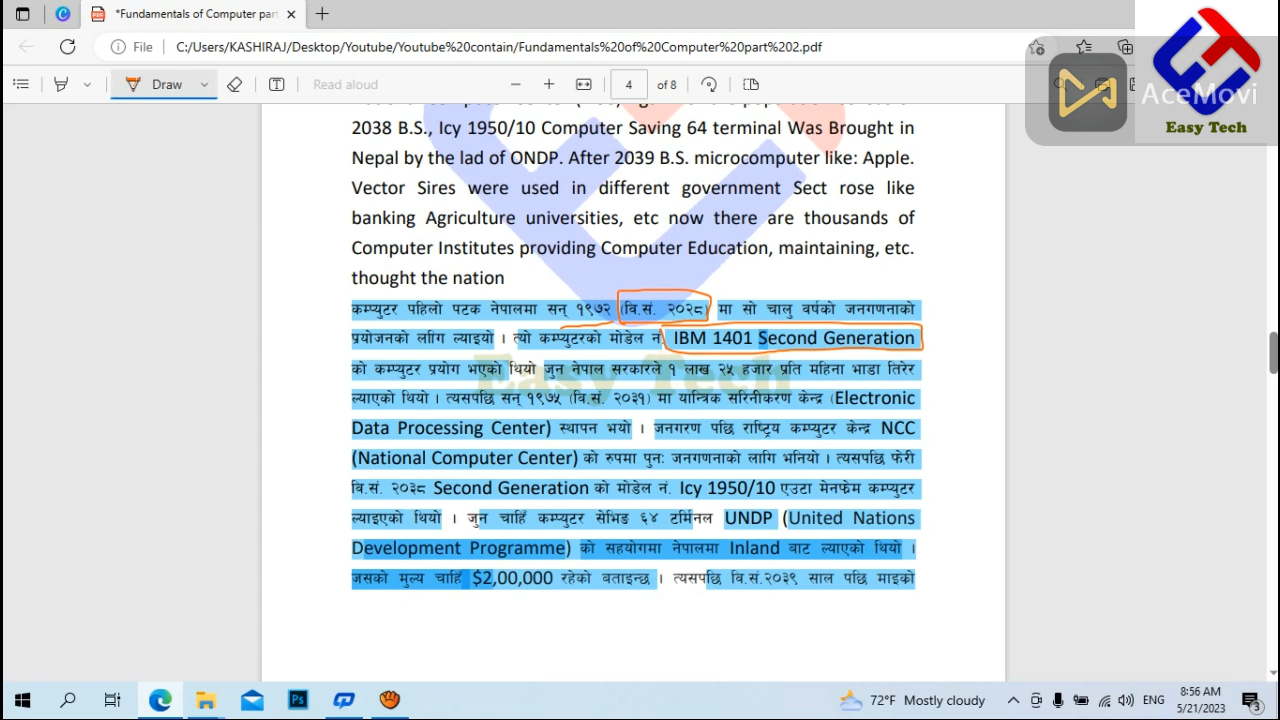 *Fundamentals of Computer par
File
C:/Users/KASHIRAJ/Desktop/Youtube/Youtube%20contain/Fundamentals%20of%20Computer%20part%202.pdf
Draw
Read aloud
4
of 8
AceMovi
Easy Tech
2038 B.S., Icy 1950/10 Computer Saving 64 terminal Was Brought in
Nepal by the lad of ONDP. After 2039 B.S. microcomputer like: Apple.
Vector Sires were used in different government Sect rose like
banking Agriculture universities, etc now there are thousands of
Computer Institutes providing Computer Education, maintaining, etc.
thought the nation
कम्प्युटर पहिलो पटक नेपालमा सन् १९७२ (वि.सं. २०२८) मा सो चालु वर्षको जनगणनाको
प्रयोजनको लागि ल्याइयो । त्यो कम्प्युटरको मोडेल नं. IBM 1401 Second Generation
को कम्प्युटर प्रयोग भएको थियो जुन नेपाल सरकारले १ लाख २५ हजार प्रति महिना भाडा तिरेर
ल्याएको थियो । त्यसपछि सन् १९७५ (वि.सं. २०३१) मा यान्त्रिक सरिनीकरण केन्द्र (Electronic
Data Processing Center) स्थापन भयो । जनगरण पछि राष्ट्रिय कम्प्युटर केन्द्र NCC
(National Computer Center) को रुपमा पुनः जनगणनाको लागि भनियो । त्यसपछि फेरी
वि.सं. २०३८ Second Generation को मोडेल नं. Icy 1950/10 एउटा मेनफ्रेम कम्प्युटर
ल्याइएको थियो । जुन चाहिँ कम्प्युटर सेभिङ ६४ टर्मिनल UNDP (United Nations
Development Programme) को सहयोगमा नेपालमा Inland बाट ल्याएको थियो ।
जसको मुल्य चाहिँ $2,00,000 रहेको बताइन्छ । त्यसपछि वि.सं.२०३९ साल पछि माइको
Easy Tech
72°F Mostly cloudy
ENG
8:56 AM
5/21/2023
3